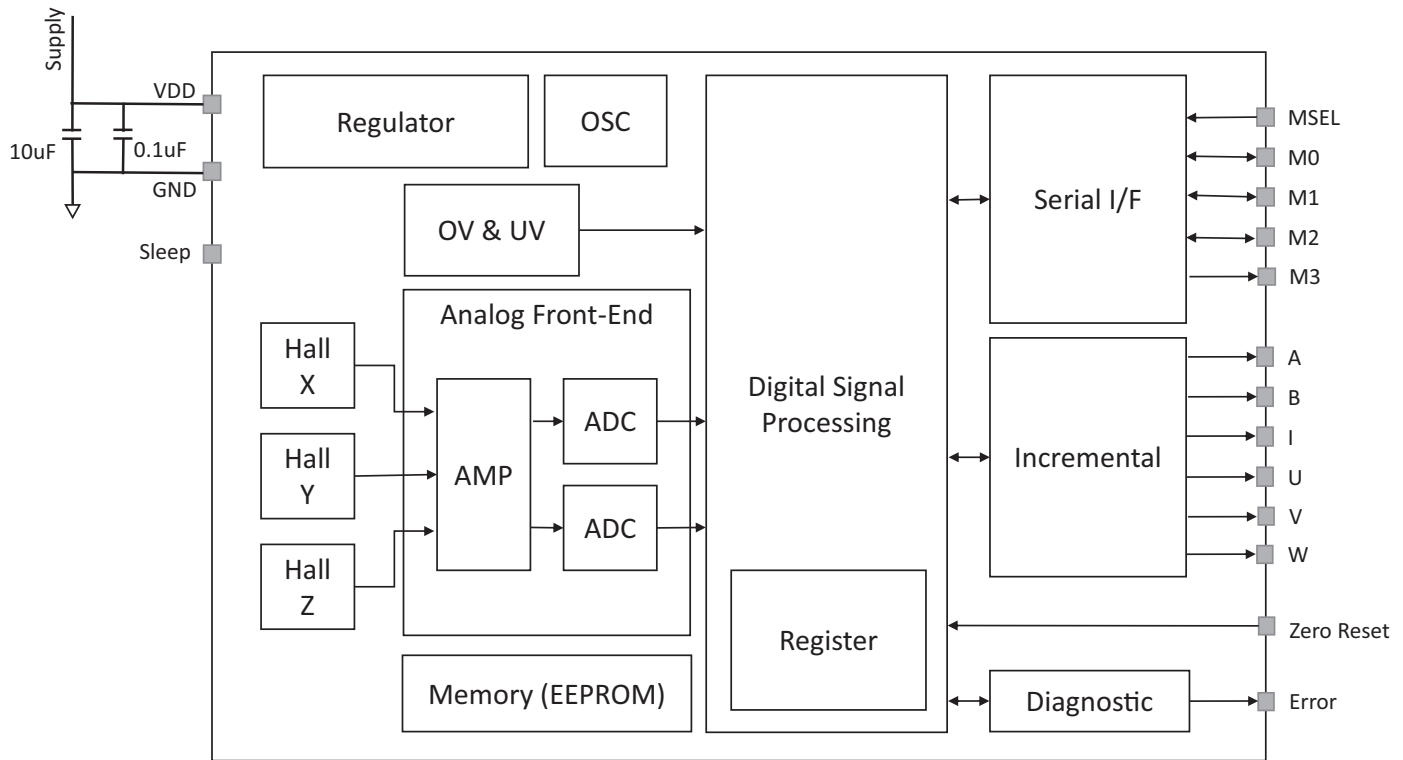 Supply
VDD
10uF
0.1uF
GND
Sleep
Regulator
OSC
OV & UV
Analog Front-End
Hall
X
Hall
Y
Hall
Z
AMP
ADC
ADC
Memory (EEPROM)
Digital Signal
Processing
Register
Serial I/F
Incremental
Diagnostic
MSEL
M0
M1
M2
M3
A
B
I
U
V
W
Zero Reset
Error